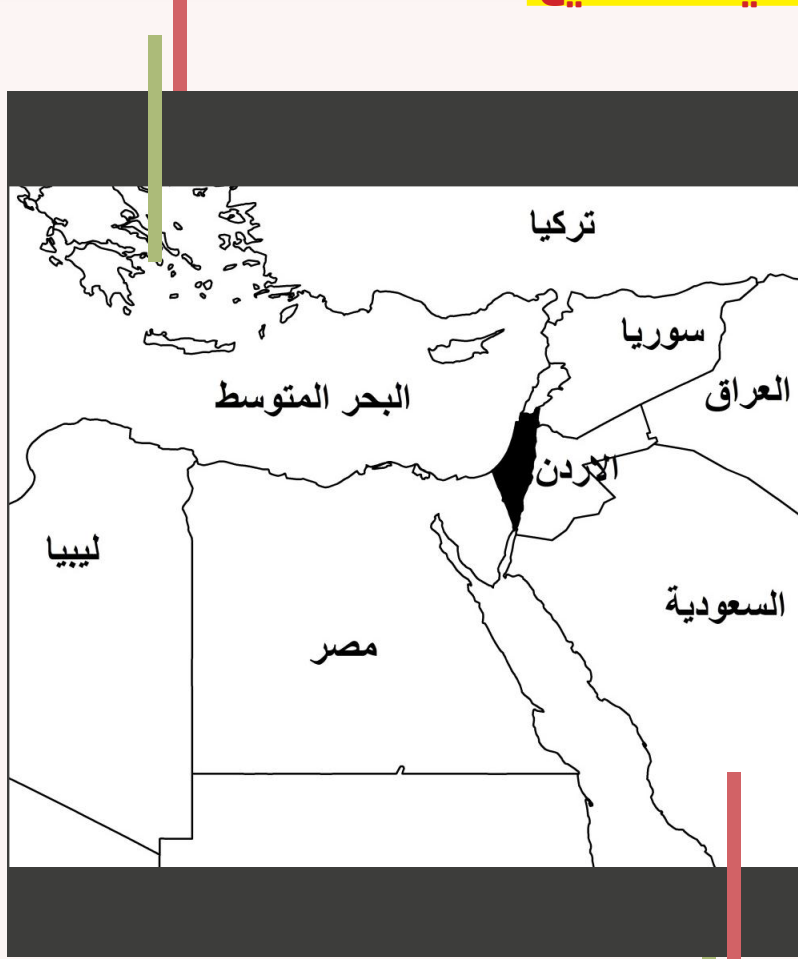 تركيا
سوريا
العراق
البحر المتوسط
الاردن
ليبيا
السعودية
مصر